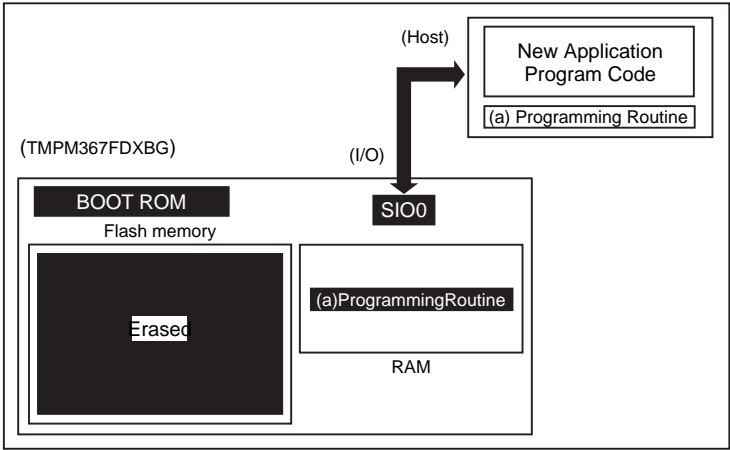 (Host)
New Application
Program Code
(a) Programming Routine
(TMPM367FDXBG)
(I/O)
BOOT ROM
SIO0
Flash memory
(a)ProgrammingRoutine
Erased
RAM